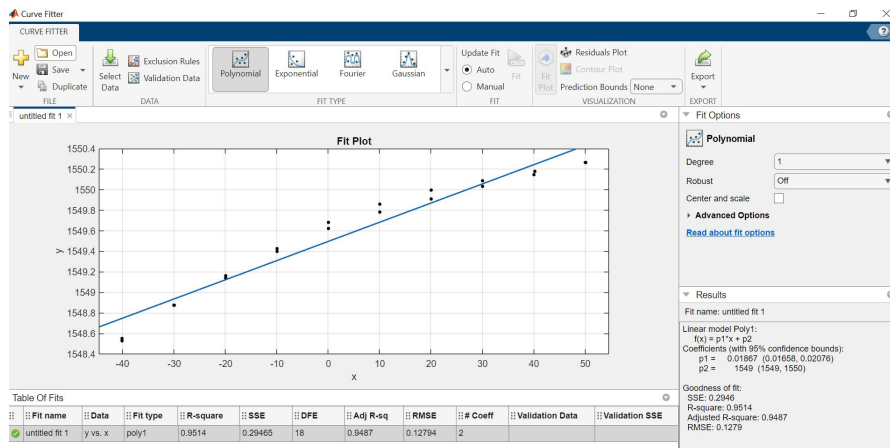 Curve Fitter
CURVE FITTER
New
Open
Save
Duplicate
FILE
Select Data
Exclusion Rules
Validation Data
DATA
Polynomial
Exponential
Fourier
Gaussian
FIT TYPE
Update Fit
Auto
Manual
Fit
FIT
Fit Plot
Residuals Plot
Contour Plot
Prediction Bounds None
VISUALIZATION
Export
EXPORT
untitled fit 1 ×
Fit Plot
1550.4
1550.2
1550
1549.8
1549.6
1549.4
1549.2
1549
1548.8
1548.6
1548.4
y
-40 -30 -20 -10 0 10 20 30 40 50
x
Table Of Fits
Fit name Data Fit type R-square SSE DFE Adj R-sq RMSE # Coeff Validation Data Validation SSE
untitled fit 1 y vs. x poly1 0.9514 0.29465 18 0.9487 0.12794 2
Fit Options
Polynomial
Degree 1
Robust Off
Center and scale
Advanced Options
Read about fit options
Results
Fit name: untitled fit 1
Linear model Poly1:
f(x) = p1*x + p2
Coefficients (with 95% confidence bounds):
p1 = 0.01867 (0.01658, 0.02076)
p2 = 1549 (1549, 1550)
Goodness of fit:
SSE: 0.2946
R-square: 0.9514
Adjusted R-square: 0.9487
RMSE: 0.1279